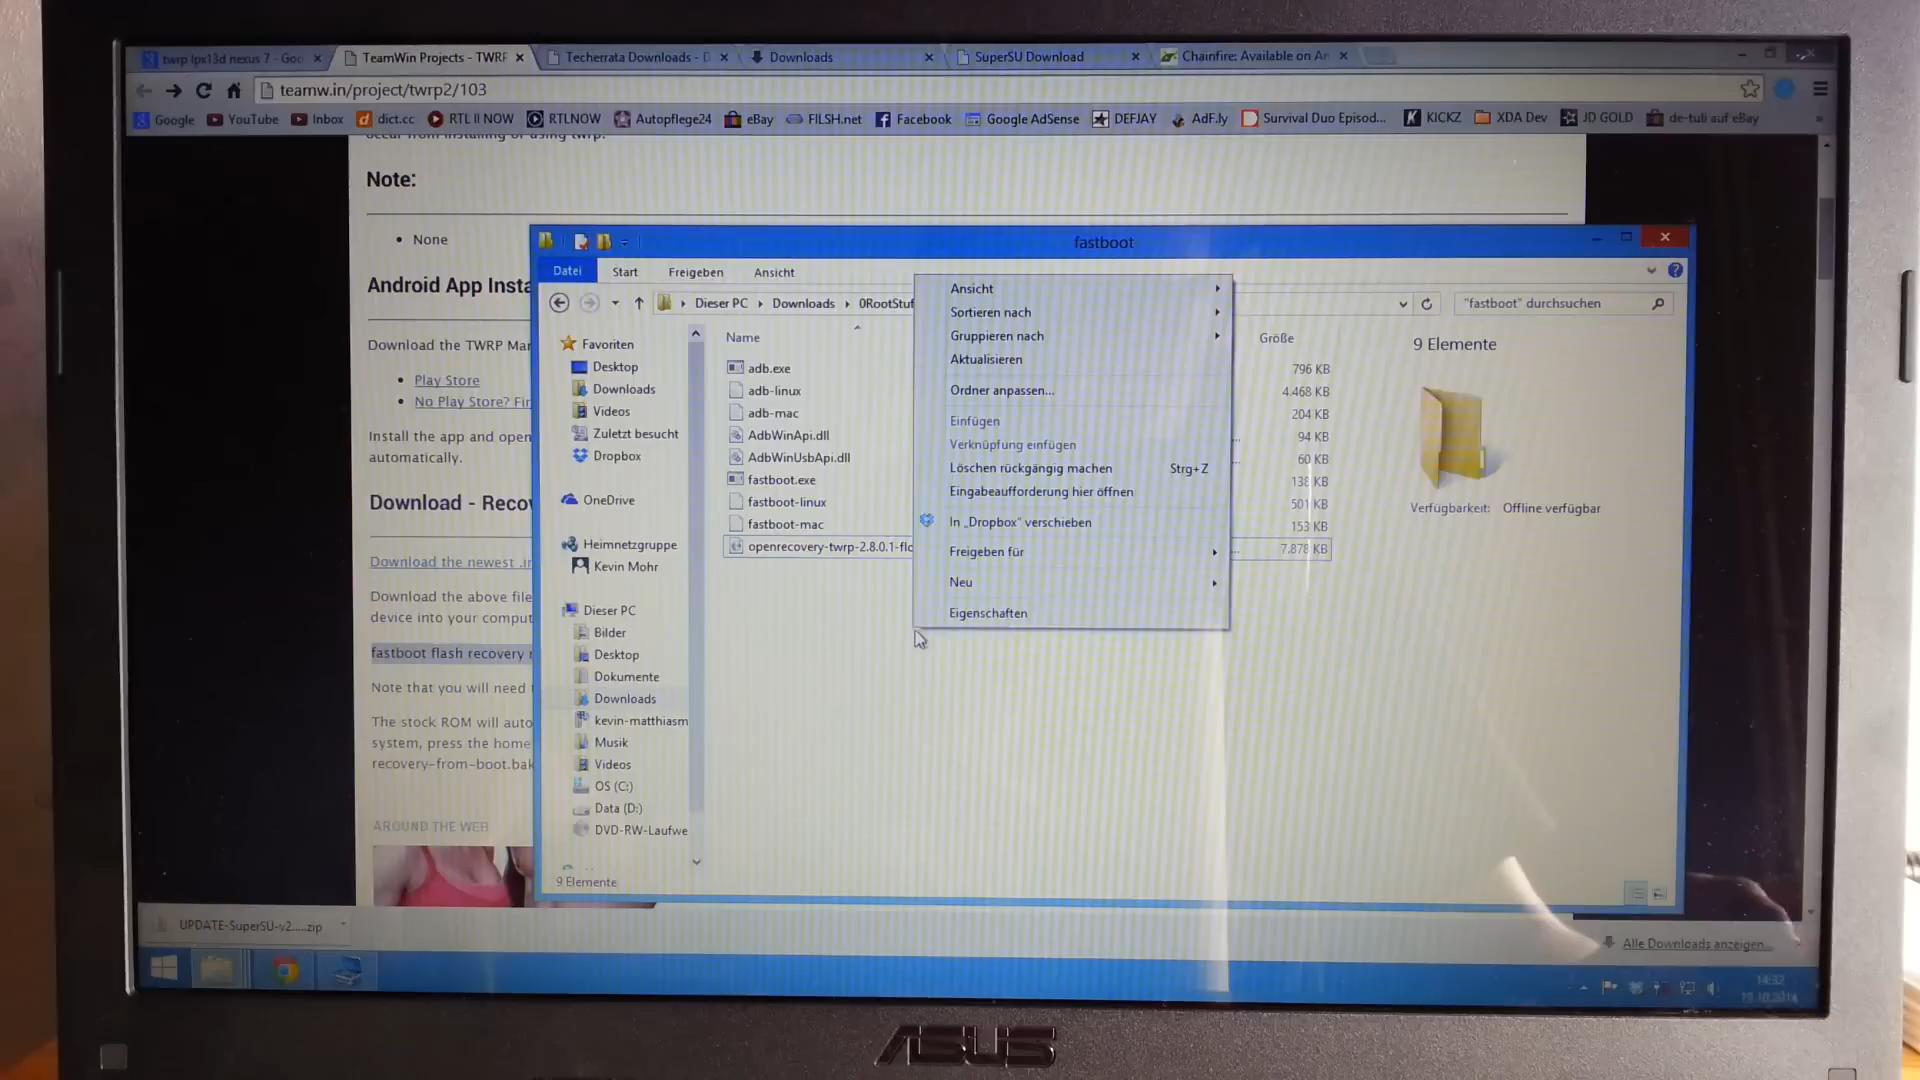 twrp lpx13d nexus 7 - Goo
TeamWin Projects - TWRP
Techerrata Downloads - D
Downloads
SuperSU Download
Chainfire: Available on An
teamw.in/project/twrp2/103
Google
YouTube
Inbox
dict.cc
RTL II NOW
RTLNOW
Autopflege24
eBay
FILSH.net
Facebook
Google AdSense
DEFJAY
AdF.ly
Survival Duo Episod...
KICKZ
XDA Dev
JD GOLD
de-tuli auf eBay
occur from installing or using twrp.
Note:
None
Android App Insta
Download the TWRP Man
Play Store
No Play Store? Fir
Install the app and open
automatically.
Download - Recov
Download the newest .i
Download the above file
device into your comput
fastboot flash recovery
Note that you will need
The stock ROM will auto
system, press the home
recovery-from-boot.bak
AROUND THE WEB
fastboot
Datei
Start
Freigeben
Ansicht
Dieser PC
Downloads
0RootStuf
"fastboot" durchsuchen
Favoriten
Desktop
Downloads
Videos
Zuletzt besucht
Dropbox
OneDrive
Heimnetzgruppe
Kevin Mohr
Dieser PC
Bilder
Desktop
Dokumente
Downloads
kevin-matthiasm
Musik
Videos
OS (C:)
Data (D:)
DVD-RW-Laufwe
Name
adb.exe
adb-linux
adb-mac
AdbWinApi.dll
AdbWinUsbApi.dll
fastboot.exe
fastboot-linux
fastboot-mac
openrecovery-twrp-2.8.0.1-flo
Ansicht
Sortieren nach
Gruppieren nach
Aktualisieren
Ordner anpassen...
Einfügen
Verknüpfung einfügen
Löschen rückgängig machen Strg+Z
Eingabeaufforderung hier öffnen
In „Dropbox" verschieben
Freigeben für
Neu
Eigenschaften
Größe
796 KB
4.468 KB
204 KB
94 KB
60 KB
138 KB
501 KB
153 KB
7.878 KB
9 Elemente
Verfügbarkeit: Offline verfügbar
9 Elemente
UPDATE-SuperSU-v2.....zip
Alle Downloads anzeigen...
14:32
19.10.2014
ASUS